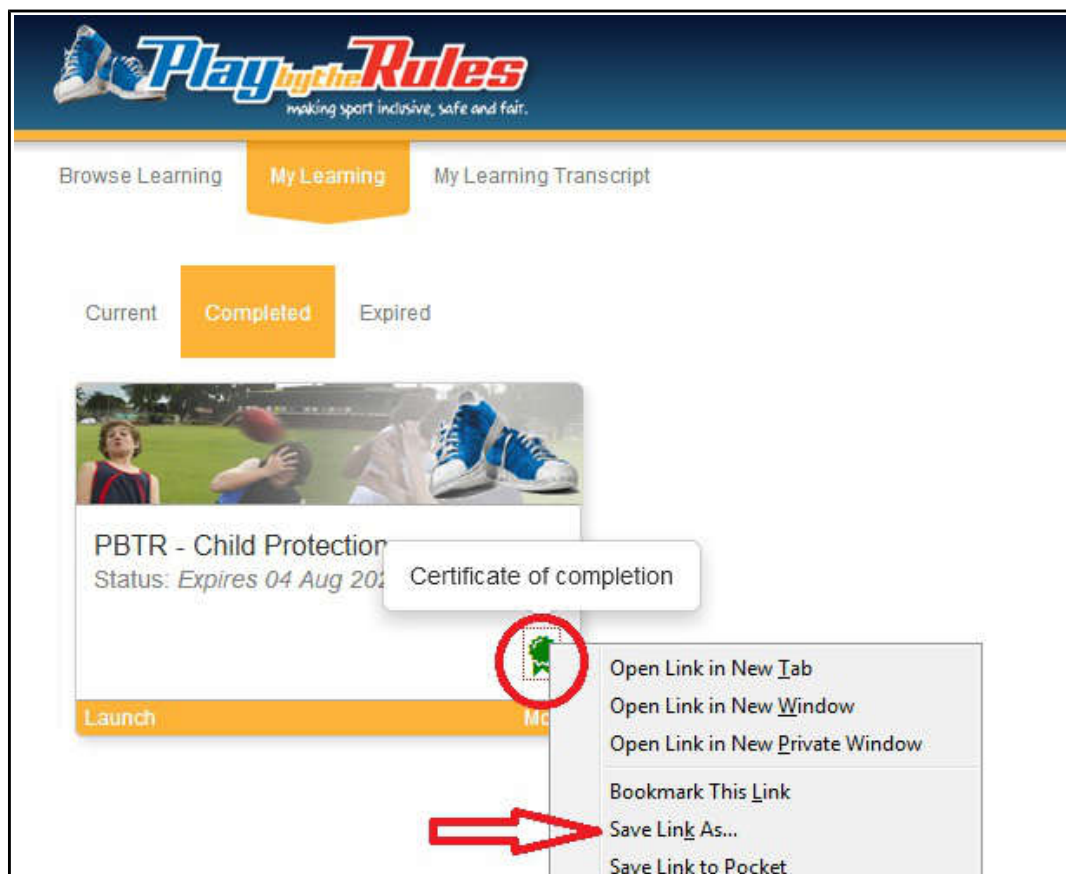 Play by the Rules
making sport inclusive, safe and fair.
Browse Learning My Learning My Learning Transcript
Current Completed Expired
PBTR - Child Protection
Status: Expires 04 Aug
Certificate of completion
Open Link in New Tab
Open Link in New Window
Open Link in New Private Window
Launch
Bookmark This Link
Save Link As...
Save Link to Pocket